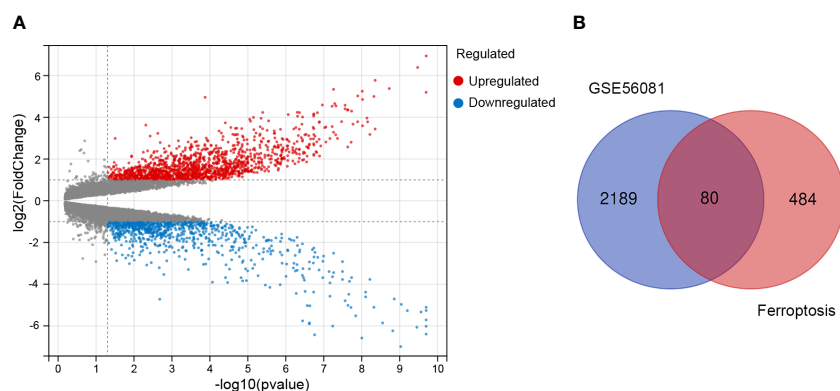 A
B
Regulated
Upregulated
Downregulated
log2(FoldChange)
6
4
2
0
-2
-4
-6
0 1 2 3 4 5 6 7 8 9 10
-log10(pvalue)
GSE56081
2189 80 484
Ferroptosis